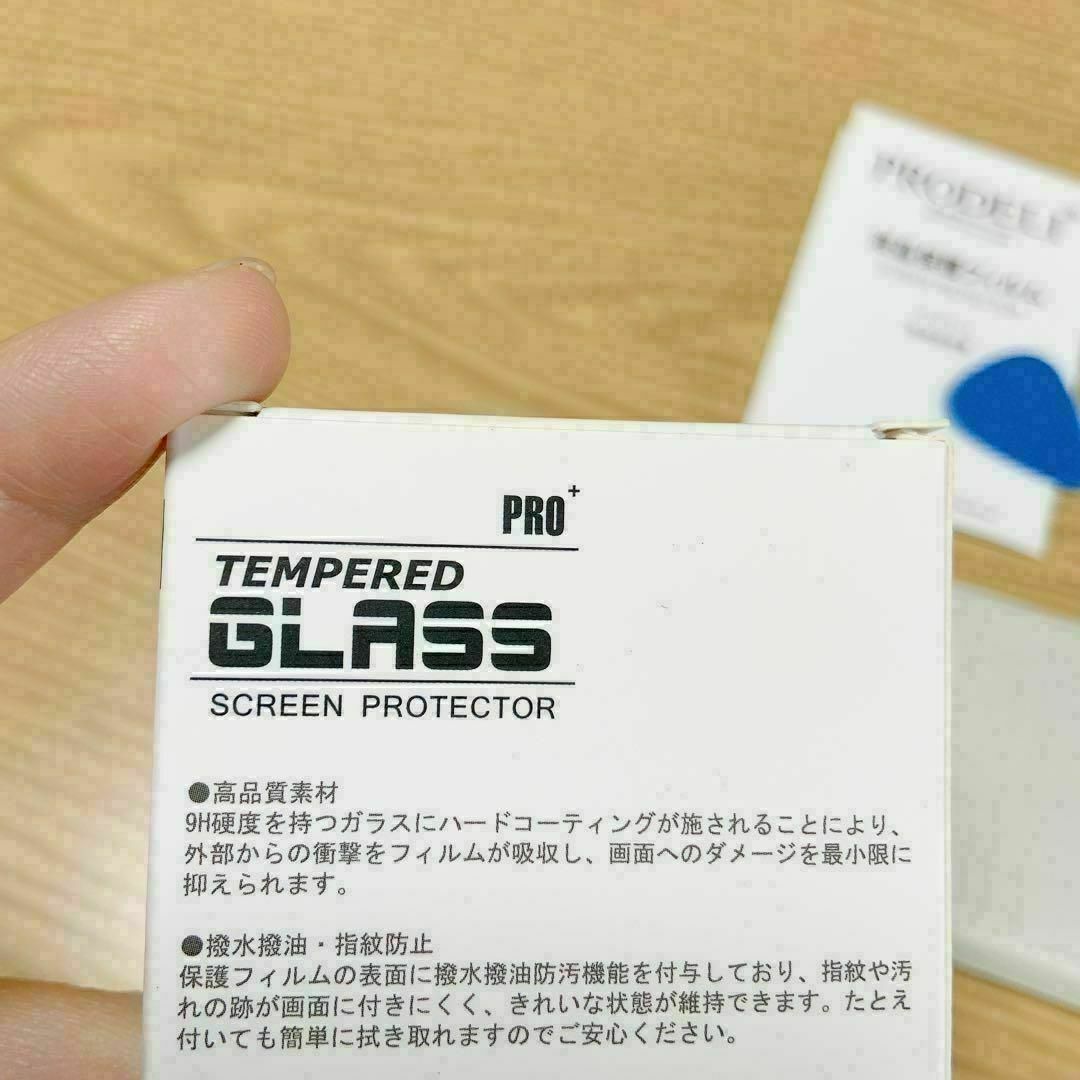 PRODELI
PRO+
TEMPERED
GLASS
SCREEN PROTECTOR
●高品質素材
9H硬度を持つガラスにハードコーティングが施されることにより、
外部からの衝撃をフィルムが吸収し、画面へのダメージを最小限に
抑えられます。
●撥水撥油・指紋防止
保護フィルムの表面に撥水撥油防汚機能を付与しており、指紋や汚
れの跡が画面に付きにくく、きれいな状態が維持できます。たとえ
付いても簡単に拭き取れますのでご安心ください。